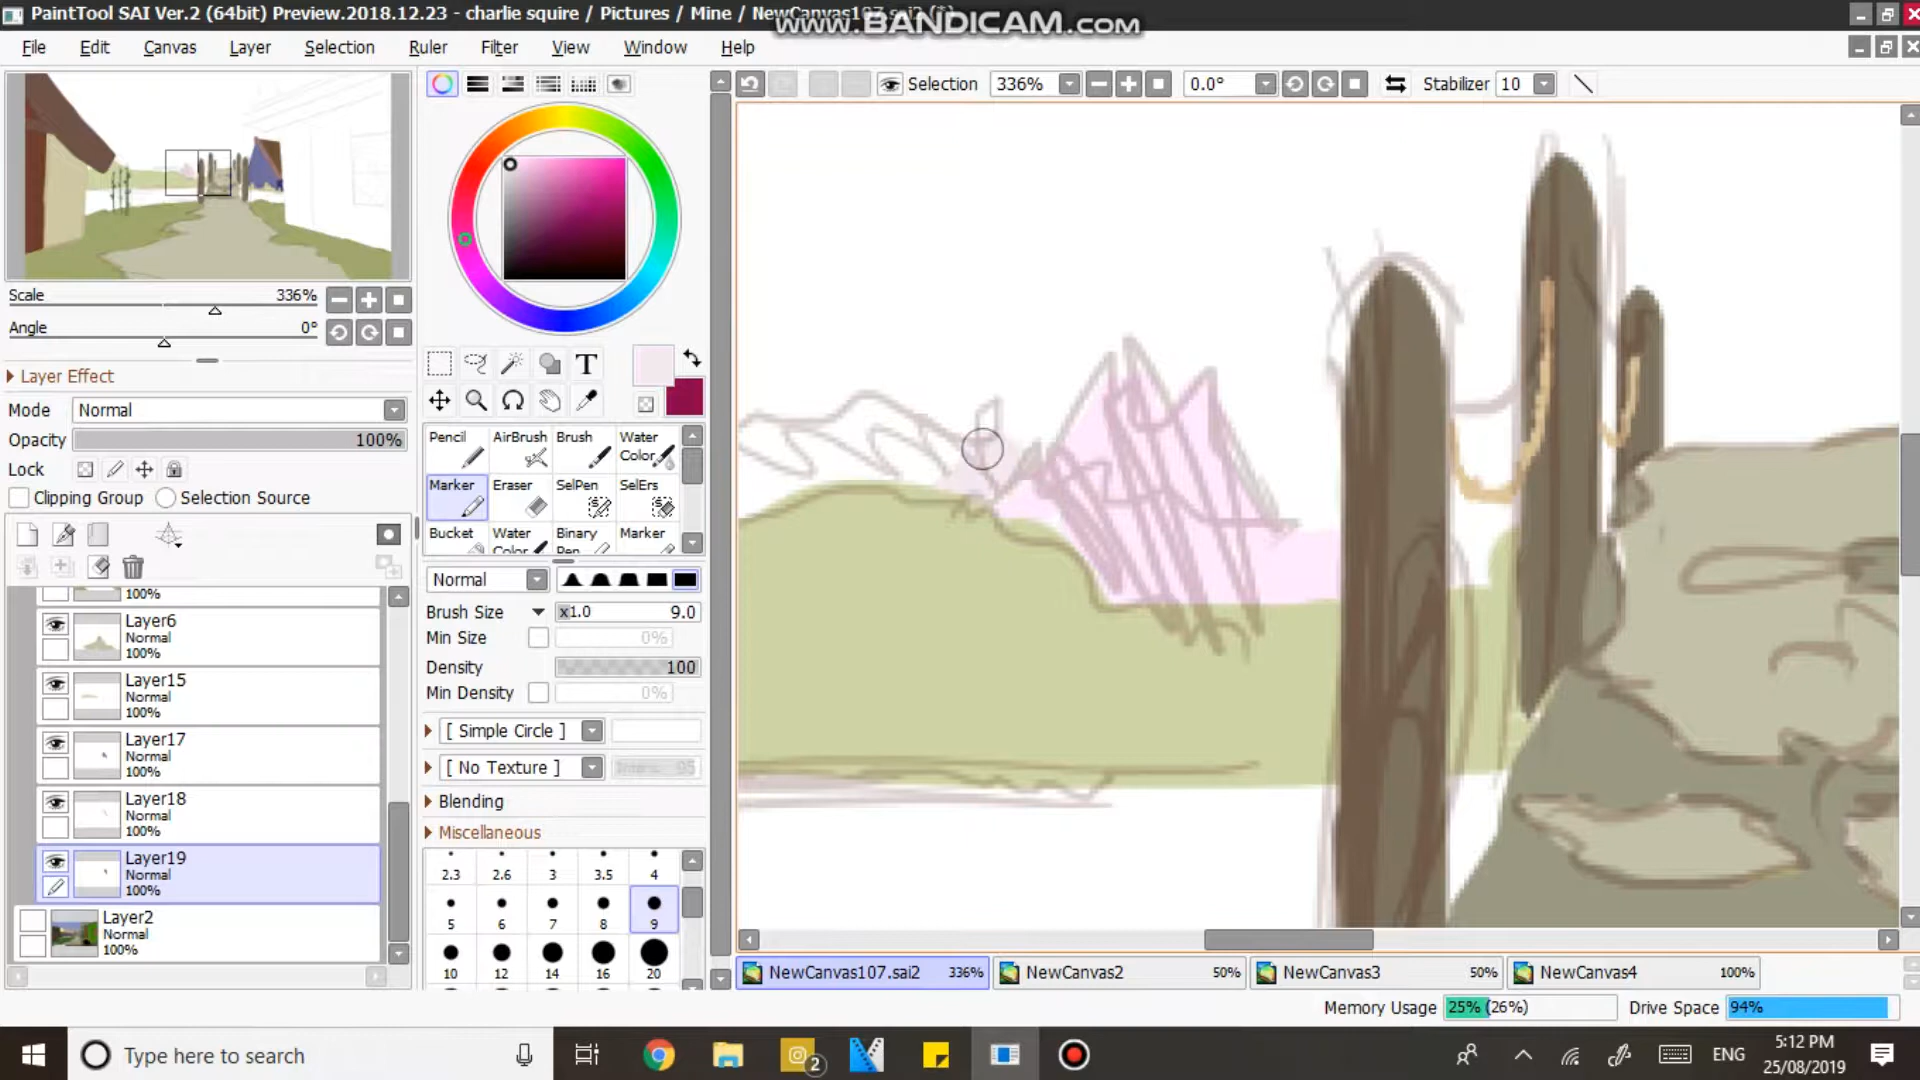 PaintTool SAI Ver.2 (64bit) Preview.2018.12.23 - charlie squire / Pictures / Mine / NewCanvas107.sai2 (*)
www.BANDICAM.com
File Edit Canvas Layer Selection Ruler Filter View Window Help
Selection 336% 0.0° Stabilizer 10
Scale 336%
Angle 0°
Layer Effect
Mode Normal
Opacity 100%
Lock
Clipping Group Selection Source
100%
Layer6
Normal
100%
Layer15
Normal
100%
Layer17
Normal
100%
Layer18
Normal
100%
Layer19
Normal
100%
Layer2
Normal
100%
T
Pencil AirBrush Brush Water Color
Marker Eraser SelPen SelErs
Bucket Water Color Binary Pen Marker
Normal
Brush Size x1.0 9.0
Min Size 0%
Density 100
Min Density 0%
[ Simple Circle ]
[ No Texture ] 95
Blending
Miscellaneous
2.3 2.6 3 3.5 4
5 6 7 8 9
10 12 14 16 20
NewCanvas107.sai2 336% NewCanvas2 50% NewCanvas3 50% NewCanvas4 100%
Memory Usage 25% (26%) Drive Space 94%
Type here to search
2
ENG
5:12 PM
25/08/2019